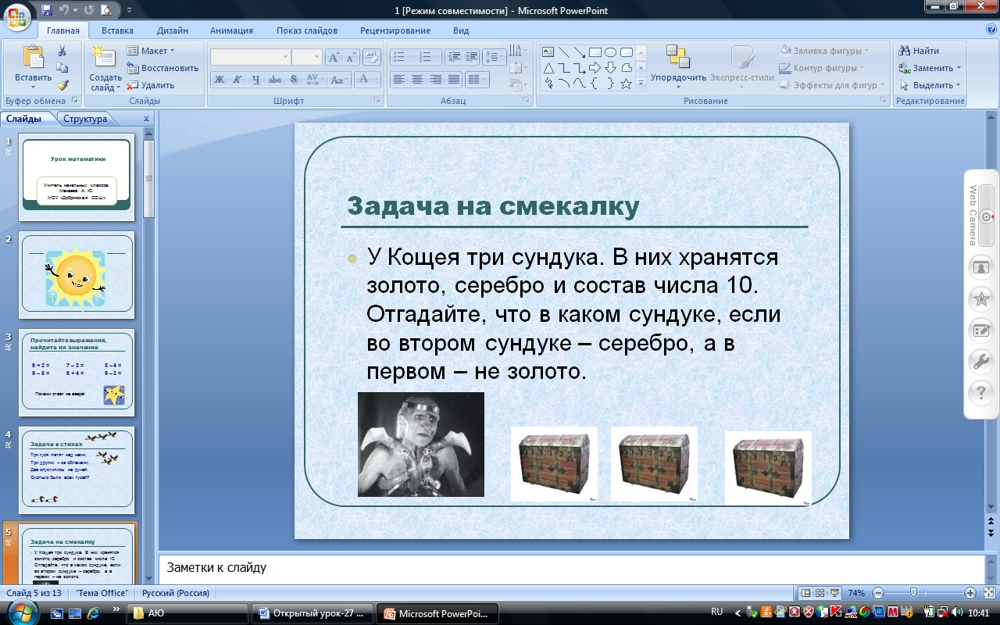 1 [Режим совместимости] - Microsoft PowerPoint
Главная Вставка Дизайн Анимация Показ слайдов Рецензирование Вид
Вставить
Буфер обмена
Создать слайд
Макет
Восстановить
Удалить
Слайды
Ж К Ч abc S AV Aa A
Шрифт
Абзац
Упорядочить
Экспресс-стили
Заливка фигуры
Контур фигуры
Эффекты для фигур
Рисование
Найти
Заменить
Выделить
Редактирование
Слайды Структура x
1
Урок математики
Учитель начальных классов
МОУ «Добринская СОШ»
2
3
Прочитайте выражения,
найдите их значение
6 + 2 = 7 – 3 = 8 – 4 =
9 – 5 = 6 + 4 = 9 – 3 =
Покажи ответ на веере!
4
Задача в стихах
Три гуся летят над нами,
Три других – за облаками,
Два спустились на ручей,
Сколько было всех гусей?
5
Задача на смекалку
У Кощея три сундука. В них хранятся
золото, серебро и состав числа 10.
Отгадайте, что в каком сундуке, если
во втором сундуке – серебро, а в
первом – не золото.
Задача на смекалку
У Кощея три сундука. В них хранятся
золото, серебро и состав числа 10.
Отгадайте, что в каком сундуке, если
во втором сундуке – серебро, а в
первом – не золото.
Web Camera
Заметки к слайду
Слайд 5 из 13 "Тема Office" Русский (Россия) 74%
АЮ Открытый урок-27 ... Microsoft PowerPoi... RU 10:41